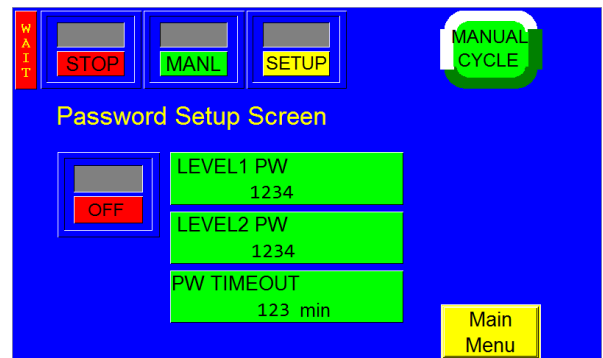 WAIT
STOP
MANL
SETUP
MANUAL
CYCLE
Password Setup Screen
OFF
LEVEL1 PW
1234
LEVEL2 PW
1234
PW TIMEOUT
123 min
Main
Menu